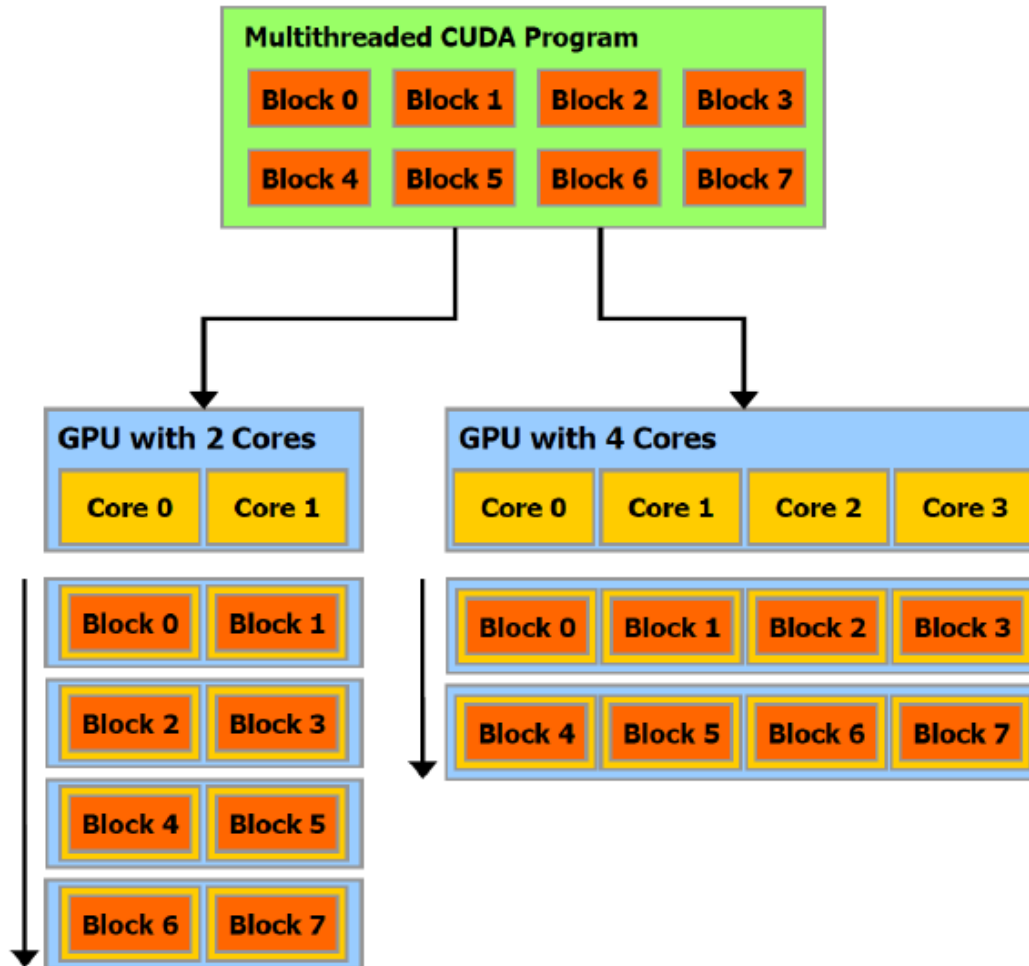 Multithreaded CUDA Program
Block 0 Block 1 Block 2 Block 3
Block 4 Block 5 Block 6 Block 7
GPU with 2 Cores
Core 0 Core 1
Block 0 Block 1
Block 2 Block 3
Block 4 Block 5
Block 6 Block 7
GPU with 4 Cores
Core 0 Core 1 Core 2 Core 3
Block 0 Block 1 Block 2 Block 3
Block 4 Block 5 Block 6 Block 7